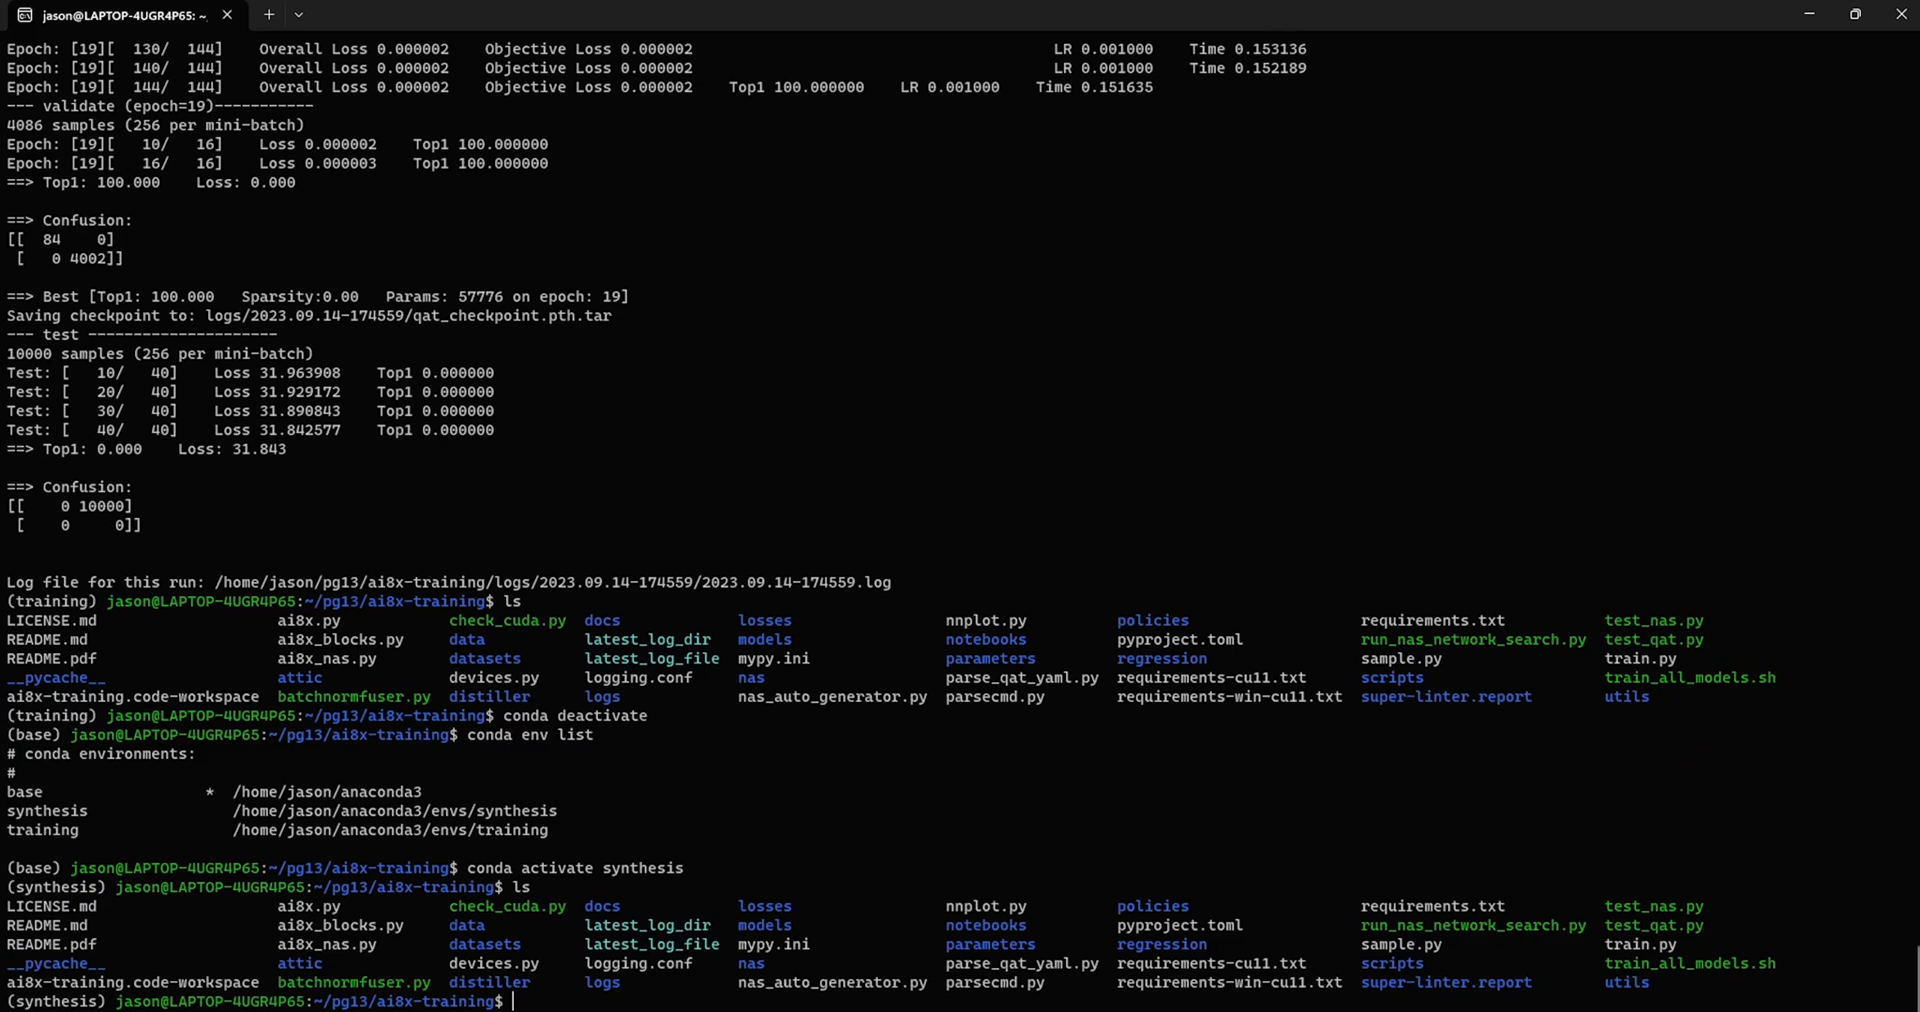 jason@LAPTOP-4UGR4P65: ~.
Epoch: [19][  130/  144]    Overall Loss 0.000002    Objective Loss 0.000002                                        LR 0.001000    Time 0.153136
Epoch: [19][  140/  144]    Overall Loss 0.000002    Objective Loss 0.000002                                        LR 0.001000    Time 0.152189
Epoch: [19][  144/  144]    Overall Loss 0.000002    Objective Loss 0.000002    Top1 100.000000    LR 0.001000    Time 0.151635
--- validate (epoch=19)-----------
4086 samples (256 per mini-batch)
Epoch: [19][   10/   16]    Loss 0.000002    Top1 100.000000
Epoch: [19][   16/   16]    Loss 0.000003    Top1 100.000000
==> Top1: 100.000    Loss: 0.000
==> Confusion:
[[  84    0]
 [   0 4002]]
==> Best [Top1: 100.000   Sparsity:0.00   Params: 57776 on epoch: 19]
Saving checkpoint to: logs/2023.09.14-174559/qat_checkpoint.pth.tar
--- test ---------------------
10000 samples (256 per mini-batch)
Test: [   10/   40]    Loss 31.963908    Top1 0.000000
Test: [   20/   40]    Loss 31.929172    Top1 0.000000
Test: [   30/   40]    Loss 31.890843    Top1 0.000000
Test: [   40/   40]    Loss 31.842577    Top1 0.000000
==> Top1: 0.000    Loss: 31.843
==> Confusion:
[[    0 10000]
 [    0     0]]
Log file for this run: /home/jason/pg13/ai8x-training/logs/2023.09.14-174559/2023.09.14-174559.log
(training) jason@LAPTOP-4UGR4P65:~/pg13/ai8x-training$ ls
LICENSE.md                    ai8x.py            check_cuda.py  docs            losses                nnplot.py         policies                  requirements.txt           test_nas.py
README.md                     ai8x_blocks.py     data           latest_log_dir  models                notebooks         pyproject.toml            run_nas_network_search.py  test_qat.py
README.pdf                    ai8x_nas.py        datasets       latest_log_file  mypy.ini              parameters        regression                sample.py                  train.py
__pycache__                   attic              devices.py     logging.conf    nas                   parse_qat_yaml.py  requirements-cu11.txt      scripts                    train_all_models.sh
ai8x-training.code-workspace  batchnormfuser.py  distiller      logs            nas_auto_generator.py  parsecmd.py       requirements-win-cu11.txt  super-linter.report        utils
(training) jason@LAPTOP-4UGR4P65:~/pg13/ai8x-training$ conda deactivate
(base) jason@LAPTOP-4UGR4P65:~/pg13/ai8x-training$ conda env list
# conda environments:
#
base                  *  /home/jason/anaconda3
synthesis                /home/jason/anaconda3/envs/synthesis
training                 /home/jason/anaconda3/envs/training
(base) jason@LAPTOP-4UGR4P65:~/pg13/ai8x-training$ conda activate synthesis
(synthesis) jason@LAPTOP-4UGR4P65:~/pg13/ai8x-training$ ls
LICENSE.md                    ai8x.py            check_cuda.py  docs            losses                nnplot.py         policies                  requirements.txt           test_nas.py
README.md                     ai8x_blocks.py     data           latest_log_dir  models                notebooks         pyproject.toml            run_nas_network_search.py  test_qat.py
README.pdf                    ai8x_nas.py        datasets       latest_log_file  mypy.ini              parameters        regression                sample.py                  train.py
__pycache__                   attic              devices.py     logging.conf    nas                   parse_qat_yaml.py  requirements-cu11.txt      scripts                    train_all_models.sh
ai8x-training.code-workspace  batchnormfuser.py  distiller      logs            nas_auto_generator.py  parsecmd.py       requirements-win-cu11.txt  super-linter.report        utils
(synthesis) jason@LAPTOP-4UGR4P65:~/pg13/ai8x-training$